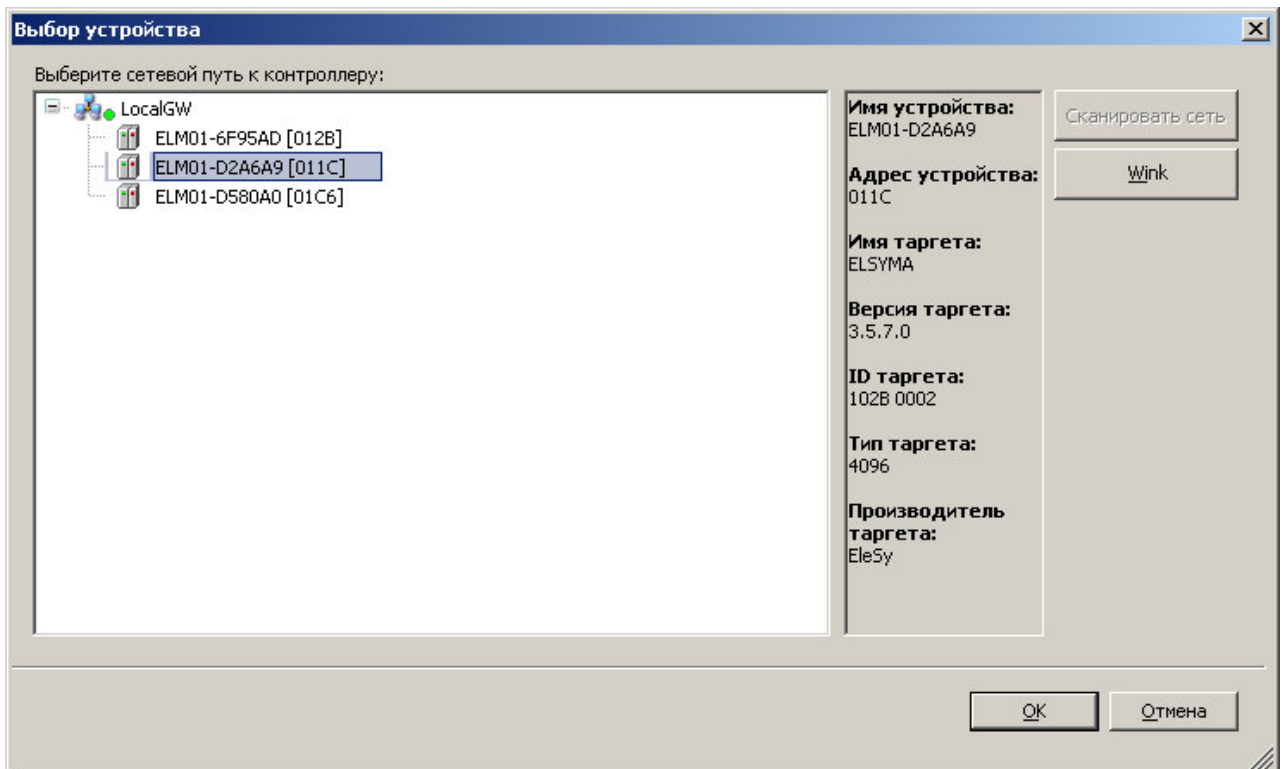 Выбор устройства
Выберите сетевой путь к контроллеру:
LocalGW
ELM01-6F95AD [012B]
ELM01-D2A6A9 [011C]
ELM01-D580A0 [01C6]
Имя устройства:
ELM01-D2A6A9
Адрес устройства:
011C
Имя таргета:
ELSYMA
Версия таргета:
3.5.7.0
ID таргета:
102B 0002
Тип таргета:
4096
Производитель
таргета:
EleSy
Сканировать сеть
Wink
OK
Отмена